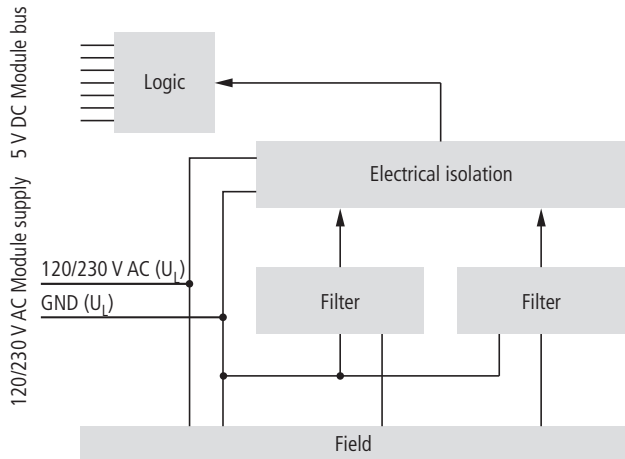 5 V DC Module bus
Logic
Electrical isolation
120/230 V AC Module supply
120/230 V AC (UL)
GND (UL)
Filter
Filter
Field